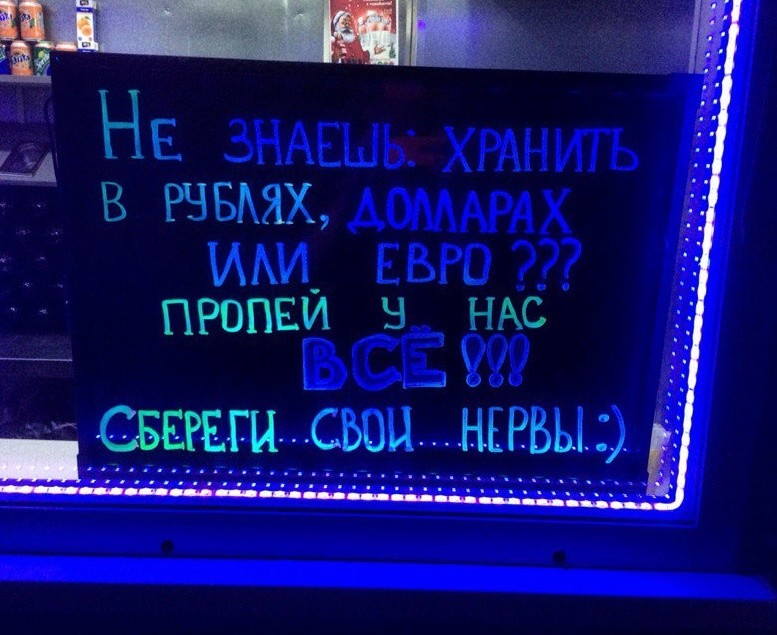 Не знаешь: хранить
в рублях, долларах
или евро???
пропей у нас
всё!!!
Сбереги свои нервы:)